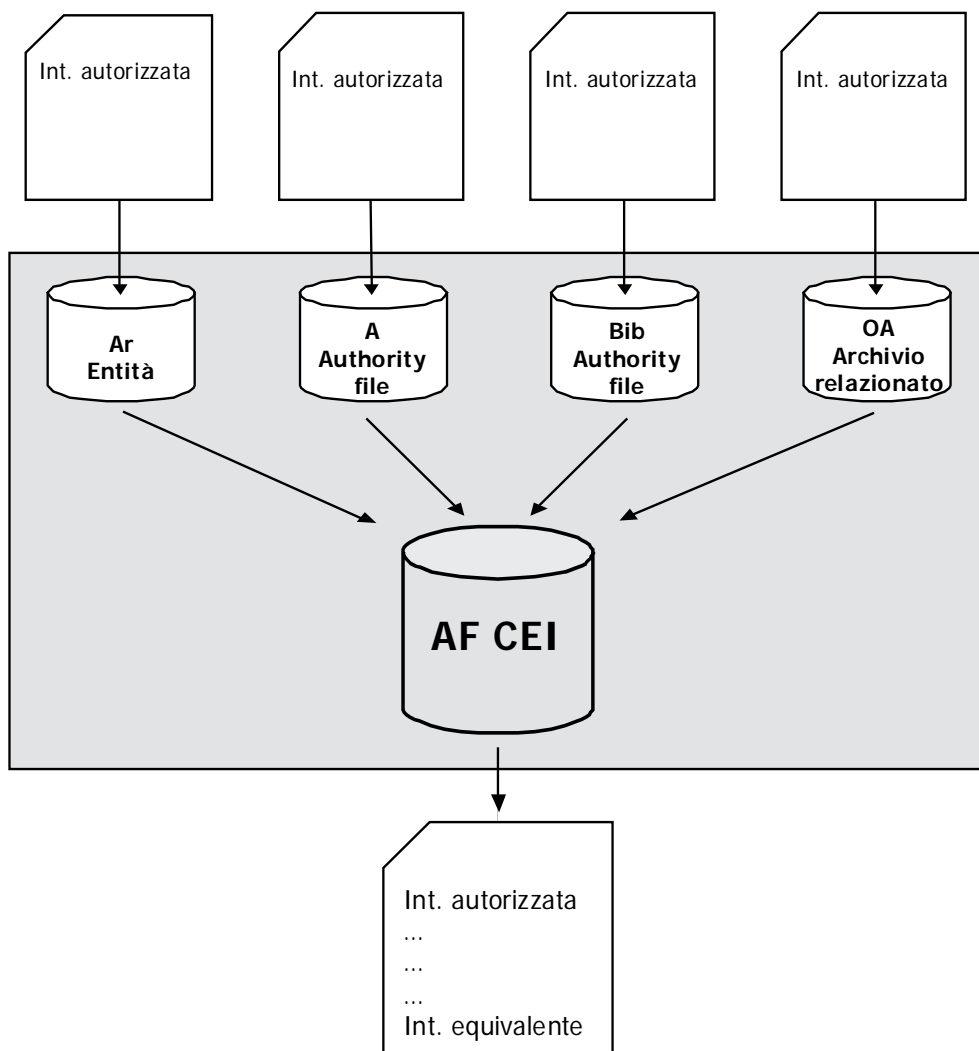 Int. autorizzata
Int. autorizzata
Int. autorizzata
Int. autorizzata
Ar
Entità
A
Authority
file
Bib
Authority
file
OA
Archivio
relazionato
AF CEI
Int. autorizzata
...
...
...
Int. equivalente